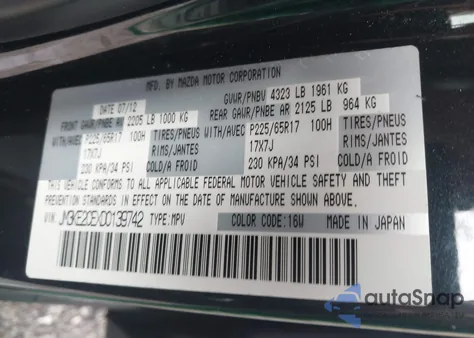 MFD. BY MAZDA MOTOR CORPORATION
DATE 07/12 GVWR/PNBV 4323 LB 1961 KG
FRONT GAWR/PNBE AV 2205 LB 1000 KG REAR GAWR/PNBE AR 2125 LB 964 KG
WITH/AVEC P225/65R17 100H TIRES/PNEUS WITH/AVEC P225/65R17 100H TIRES/PNEUS
17X7J RIMS/JANTES 17X7J RIMS/JANTES
230 KPA/34 PSI COLD/A FROID 230 KPA/34 PSI COLD/A FROID
THIS VEHICLE CONFORMS TO ALL APPLICABLE FEDERAL MOTOR VEHICLE SAFETY AND THEFT
PREVENTION STANDARDS IN EFFECT ON THE DATE OF MANUFACTURE SHOWN ABOVE.
VIN JM3KE2CEXD0139742 TYPE: MPV COLOR CODE: 16W MADE IN JAPAN
autoSnap